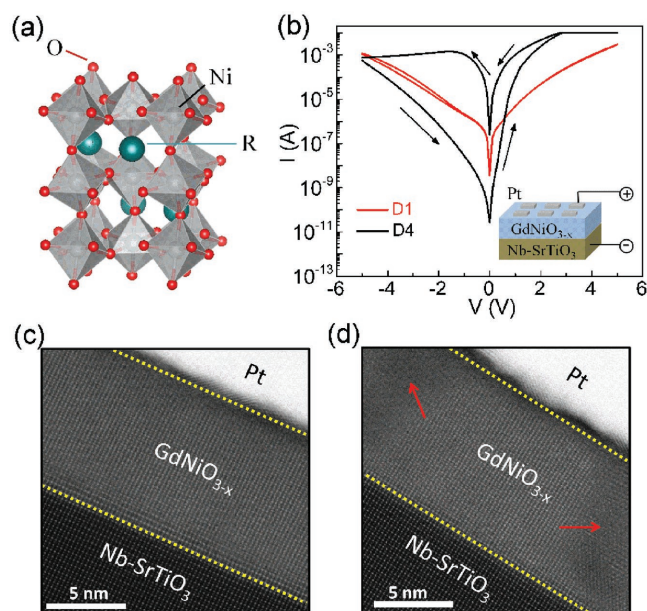 (a)
O
Ni
R
(b)
I (A)
10⁻³
10⁻⁵
10⁻⁷
10⁻⁹
10⁻¹¹
10⁻¹³
D1
D4
Pt
GdNiO₃₋ₓ
Nb-SrTiO₃
+
−
-6 -4 -2 0 2 4 6
V (V)
(c)
Pt
GdNiO₃₋ₓ
Nb-SrTiO₃
5 nm
(d)
Pt
GdNiO₃₋ₓ
Nb-SrTiO₃
5 nm